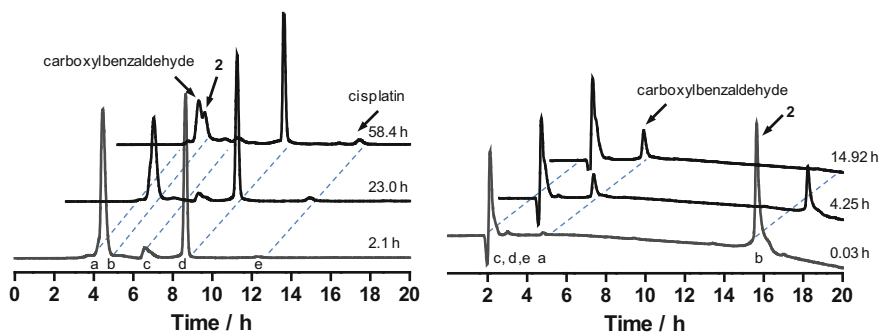 carboxylbenzaldehyde
2
cisplatin
58.4 h
23.0 h
2.1 h
a b c d e
0 2 4 6 8 10 12 14 16 18 20
Time / h
carboxylbenzaldehyde
2
14.92 h
4.25 h
0.03 h
c, d,e a b
2 4 6 8 10 12 14 16 18 20
Time / h